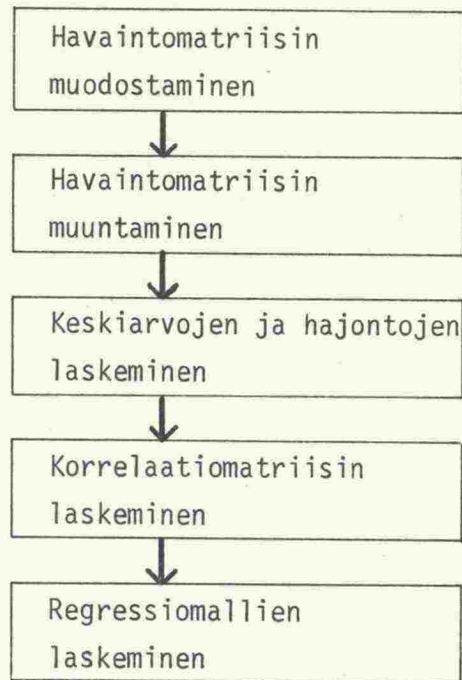 Havaintomatriisin
muodostaminen
Havaintomatriisin
muuntaminen
Keskiarvojen ja hajontojen
laskeminen
Korrelaatiomatriisin
laskeminen
Regressiomallien
laskeminen